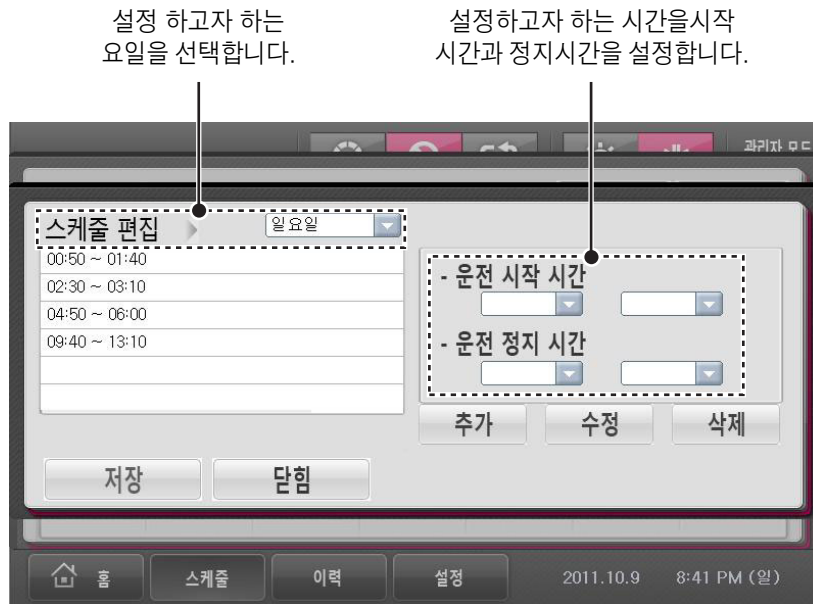 설정 하고자 하는
요일을 선택합니다.
설정하고자 하는 시간을시작
시간과 정지시간을 설정합니다.
관리자 모드
스케줄 편집
일요일
00:50 ~ 01:40
02:30 ~ 03:10
04:50 ~ 06:00
09:40 ~ 13:10
- 운전 시작 시간
- 운전 정지 시간
추가
수정
삭제
저장
닫힘
홈
스케줄
이력
설정
2011.10.9
8:41 PM (일)